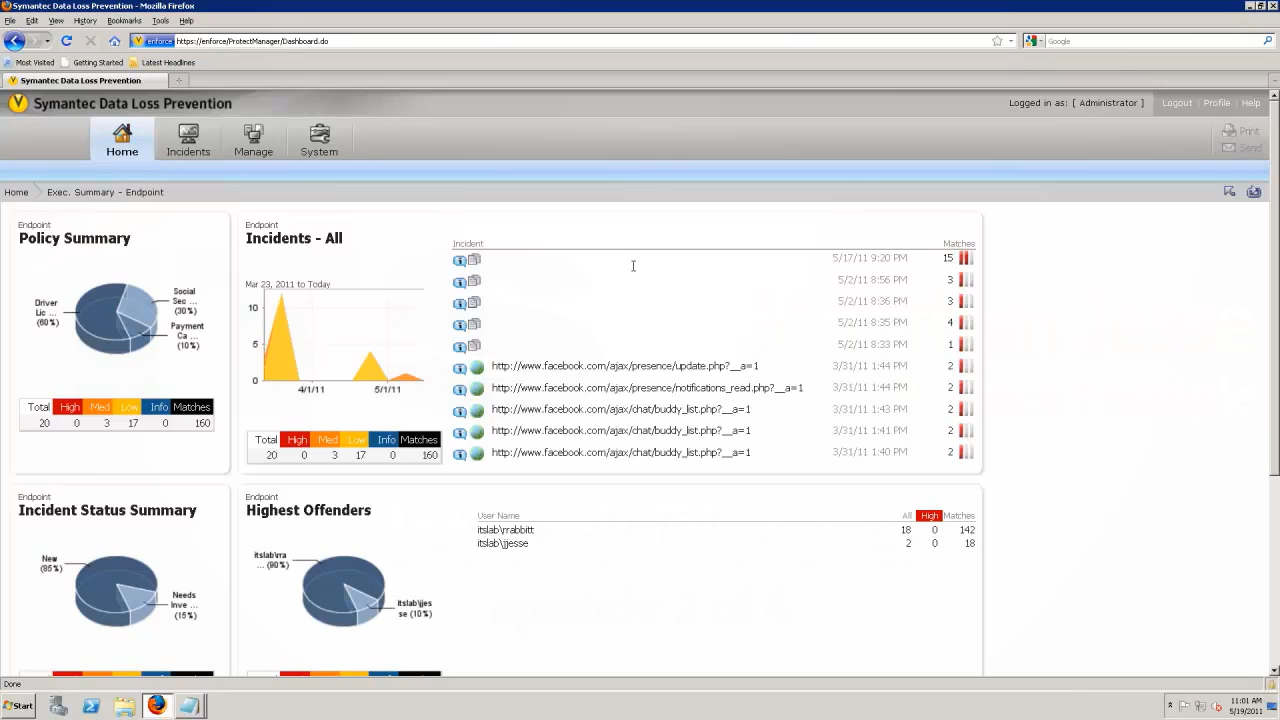 Symantec Data Loss Prevention - Mozilla Firefox
File Edit View History Bookmarks Tools Help
enforce https://enforce/ProtectManager/Dashboard.do
Google
Most Visited Getting Started Latest Headlines
Symantec Data Loss Prevention
Symantec Data Loss Prevention
Logged in as: [ Administrator ] Logout Profile Help
Home Incidents Manage System
Print
Send
Home Exec. Summary - Endpoint
Endpoint
Policy Summary
Driver Lic ... (60%)
Social Sec ... (30%)
Payment Ca ... (10%)
Total High Med Low Info Matches
20 0 3 17 0 160
Endpoint
Incidents - All
Mar 23, 2011 to Today
10
5
0
4/1/11 5/1/11
Total High Med Low Info Matches
20 0 3 17 0 160
Incident Matches
5/17/11 9:20 PM 15
5/2/11 8:56 PM 3
5/2/11 8:36 PM 3
5/2/11 8:35 PM 4
5/2/11 8:33 PM 1
http://www.facebook.com/ajax/presence/update.php?__a=1 3/31/11 1:44 PM 2
http://www.facebook.com/ajax/presence/notifications_read.php?__a=1 3/31/11 1:44 PM 2
http://www.facebook.com/ajax/chat/buddy_list.php?__a=1 3/31/11 1:43 PM 2
http://www.facebook.com/ajax/chat/buddy_list.php?__a=1 3/31/11 1:41 PM 2
http://www.facebook.com/ajax/chat/buddy_list.php?__a=1 3/31/11 1:40 PM 2
Endpoint
Incident Status Summary
New (85%)
Needs Inve ... (15%)
Endpoint
Highest Offenders
itslab\rra ... (90%)
itslab\jjes se (10%)
User Name All High Matches
itslab\rrabbitt 18 0 142
itslab\jjesse 2 0 18
episode 2 of 4
Done
Start
11:01 AM
5/19/2011